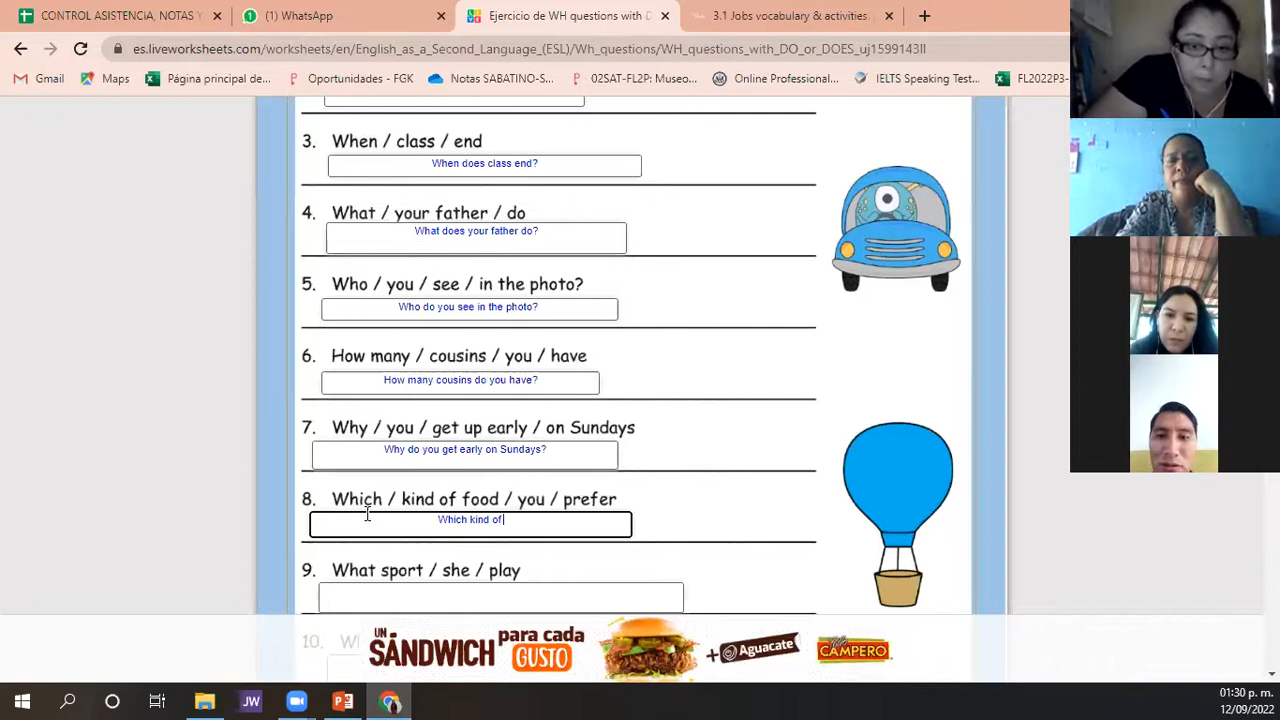 CONTROL ASISTENCIA, NOTAS Y
(1) WhatsApp
Ejercicio de WH questions with D
3.1 Jobs vocabulary & activities.
es.liveworksheets.com/worksheets/en/English_as_a_Second_Language_(ESL)/Wh_questions/WH_questions_with_DO_or_DOES_uj1599143ll
Gmail
Maps
Página principal de...
Oportunidades – FGK
Notas SABATINO-S...
02SAT-FL2P: Museo...
Online Professional...
IELTS Speaking Test...
FL2022P3-
3. When / class / end
When does class end?
4. What / your father / do
What does your father do?
5. Who / you / see / in the photo?
Who do you see in the photo?
6. How many / cousins / you / have
How many cousins do you have?
7. Why / you / get up early / on Sundays
Why do you get early on Sundays?
8. Which / kind of food / you / prefer
Which kind of
9. What sport / she / play
10. Wh
UN SÁNDWICH para cada GUSTO
+ Aguacate
Pollo CAMPERO
JW
01:30 p. m.
12/09/2022